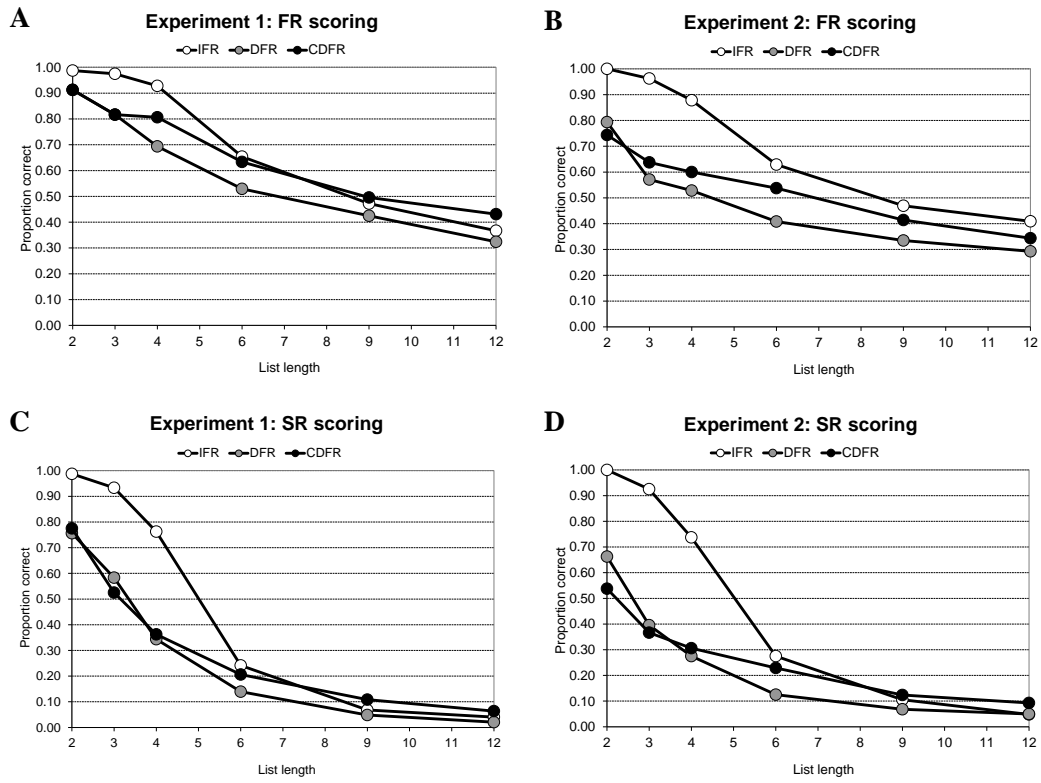 A
Experiment 1: FR scoring
IFR DFR CDFR
Proportion correct
1.00
0.90
0.80
0.70
0.60
0.50
0.40
0.30
0.20
0.10
0.00
2 3 4 5 6 7 8 9 10 11 12
List length
B
Experiment 2: FR scoring
IFR DFR CDFR
Proportion correct
1.00
0.90
0.80
0.70
0.60
0.50
0.40
0.30
0.20
0.10
0.00
2 3 4 5 6 7 8 9 10 11 12
List length
C
Experiment 1: SR scoring
IFR DFR CDFR
Proportion correct
1.00
0.90
0.80
0.70
0.60
0.50
0.40
0.30
0.20
0.10
0.00
2 3 4 5 6 7 8 9 10 11 12
List length
D
Experiment 2: SR scoring
IFR DFR CDFR
Proportion correct
1.00
0.90
0.80
0.70
0.60
0.50
0.40
0.30
0.20
0.10
0.00
2 3 4 5 6 7 8 9 10 11 12
List length